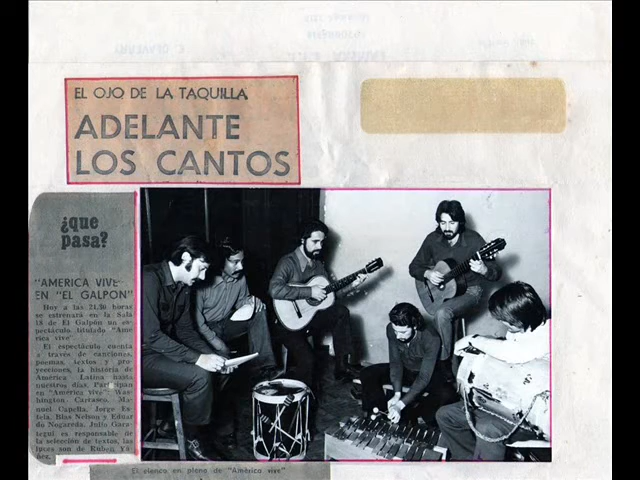 EL OJO DE LA TAQUILLA
ADELANTE
LOS CANTOS
¿que
pasa?
"AMERICA VIVE"
EN "EL GALPON"
Hoy a las 21.30 horas
se estrenará en la Sala
18 de El Galpón un es-
pectáculo titulado "Amé-
rica vive".
El espectáculo cuenta
a través de canciones,
poemas, textos y pro-
yecciones, la historia de
América Latina hasta
nuestros días. Participan
en "América Vive": Was-
hington Carrasco, Ma-
nuel Capella, Jorge Es-
tela, Blas Nelson y Eduar
do Nogareda. Julio
es responsable de
la selección de textos, las
luces son de Rubén Yá-
ñez.
El elenco en pleno de "América vive"